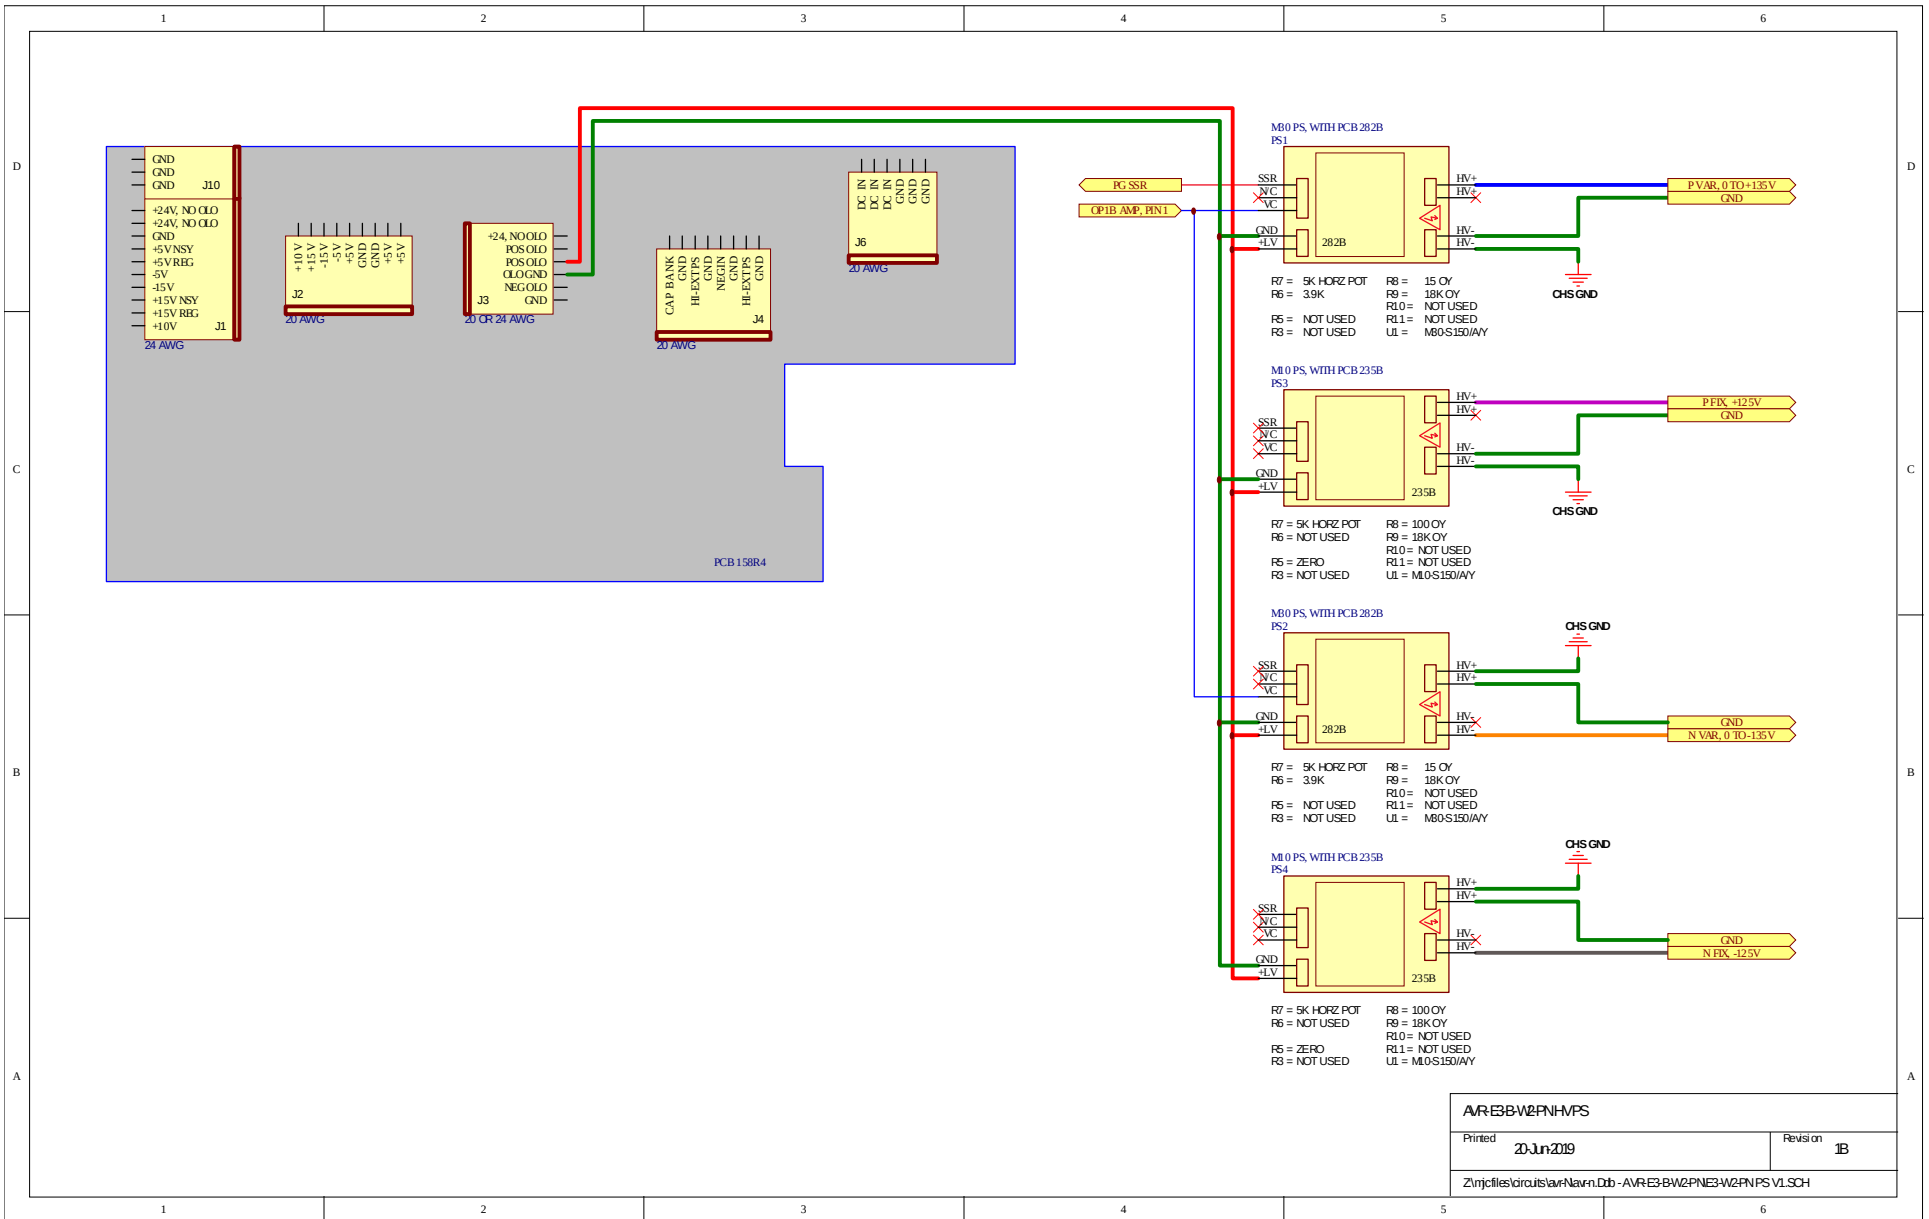 1 2 3 4 5 6
D
C
B
A
GND
GND
GND
J10
+24V, NO OLO
+24V, NO OLO
GND
+5V NSY
+5V REG
-5V
-15V
+15V NSY
+15V REG
+10V
J1
24 AWG
+10V
+15V
-15V
-5V
+5V
GND
GND
+5V
+5V
J2
20 AWG
+24, NO OLO
POS OLO
POS OLO
OLO GND
NEG OLO
GND
J3
20 OR 24 AWG
CAP BANK
GND
HI-EXTPS
GND
NEGIN
GND
HI-EXTPS
GND
J4
20 AWG
DC IN
DC IN
DC IN
GND
GND
GND
J6
20 AWG
PCB 158R4
PG SSR
OP1B AMP, PIN 1
M30 PS, WITH PCB 282B
PS1
SSR
N/C
VC
GND
+LV
282B
HV+
HV+
HV-
HV-
P VAR, 0 TO +135V
GND
CHS GND
R7 = 5K HORZ POT R8 = 15 OY
R6 = 3.9K R9 = 18K OY
R10 = NOT USED
R5 = NOT USED R11 = NOT USED
R3 = NOT USED U1 = M30-S150/A/Y
M10 PS, WITH PCB 235B
PS3
SSR
N/C
VC
GND
+LV
235B
HV+
HV+
HV-
HV-
P FIX, +125V
GND
CHS GND
R7 = 5K HORZ POT R8 = 100 OY
R6 = NOT USED R9 = 18K OY
R10 = NOT USED
R5 = ZERO R11 = NOT USED
R3 = NOT USED U1 = M10-S150/A/Y
M30 PS, WITH PCB 282B
PS2
SSR
N/C
VC
GND
+LV
282B
HV+
HV+
HV-
HV-
CHS GND
GND
N VAR, 0 TO -135V
R7 = 5K HORZ POT R8 = 15 OY
R6 = 3.9K R9 = 18K OY
R10 = NOT USED
R5 = NOT USED R11 = NOT USED
R3 = NOT USED U1 = M30-S150/A/Y
M10 PS, WITH PCB 235B
PS4
SSR
N/C
VC
GND
+LV
235B
HV+
HV+
HV-
HV-
CHS GND
GND
N FIX, -125V
R7 = 5K HORZ POT R8 = 100 OY
R6 = NOT USED R9 = 18K OY
R10 = NOT USED
R5 = ZERO R11 = NOT USED
R3 = NOT USED U1 = M10-S150/A/Y
D
C
B
A
AVR-E3-B-W2-PN HVPS
Printed 20-Jun-2019 Revision 1B
Z:\mjcfiles\circuits\avr-N\avr-n.Ddb - AVR-E3-B-W2-PN\E3-W2-PN PS V1.SCH
1 2 3 4 5 6